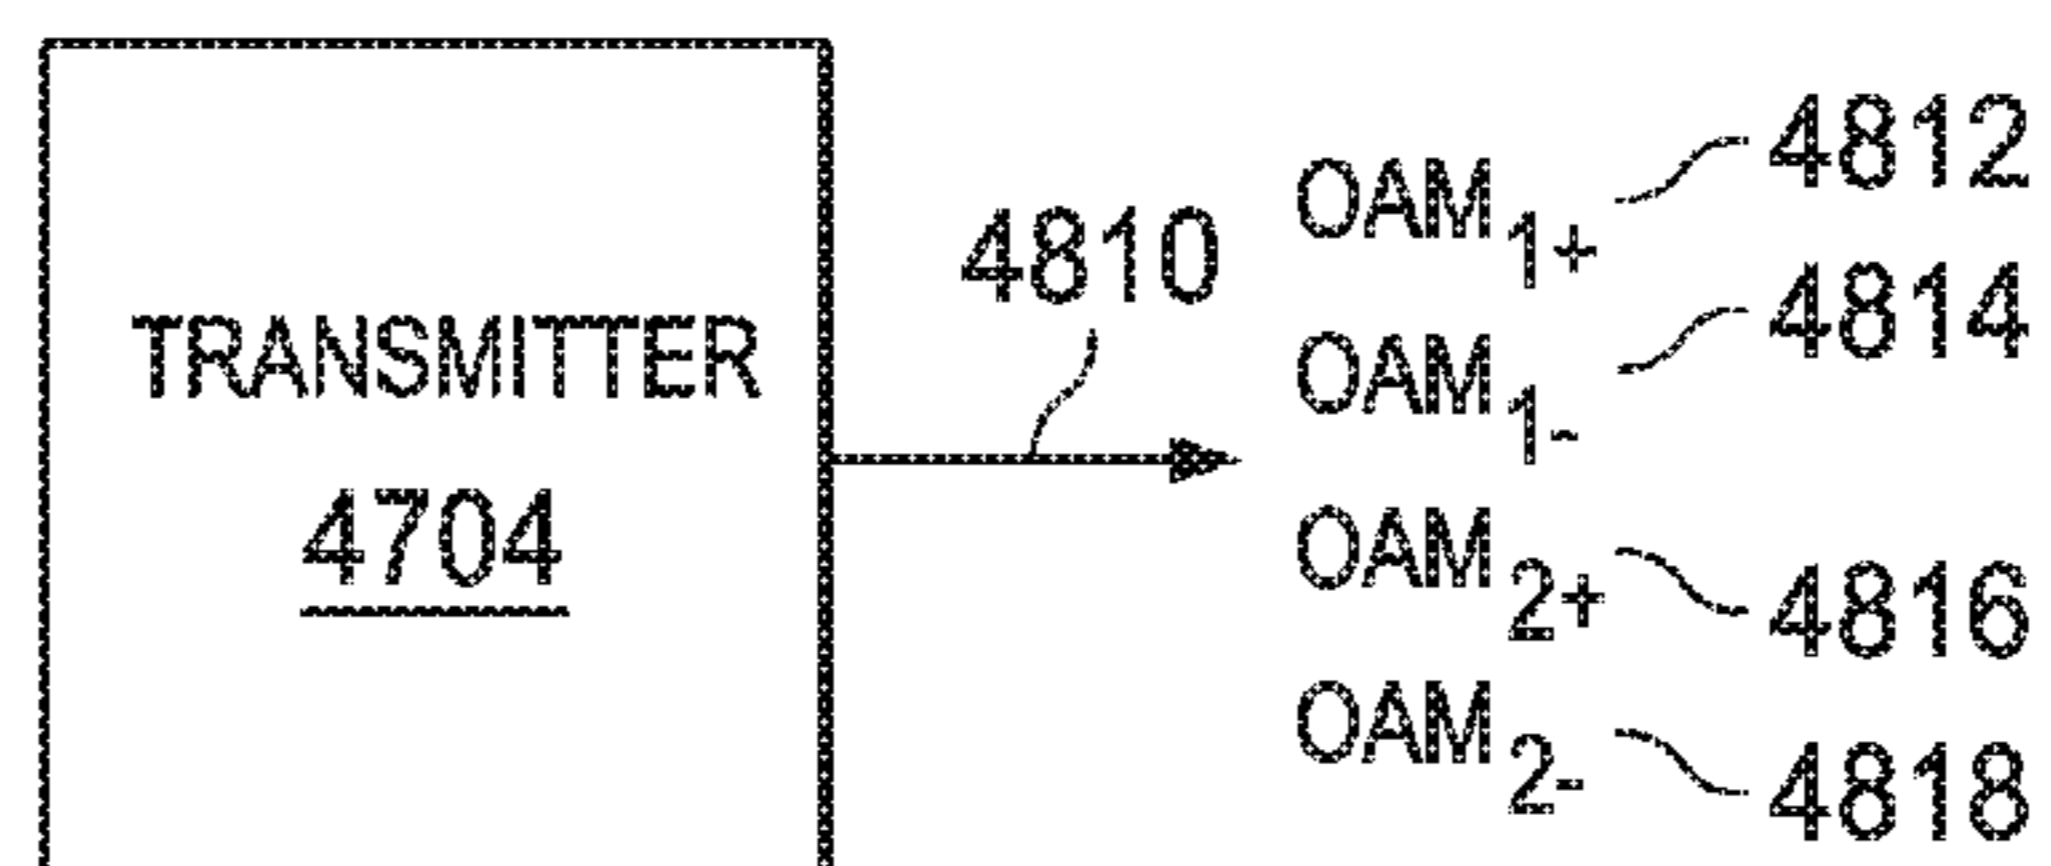 TRANSMITTER
4704
4810
OAM1+ 4812
OAM1- 4814
OAM2+ 4816
OAM2- 4818